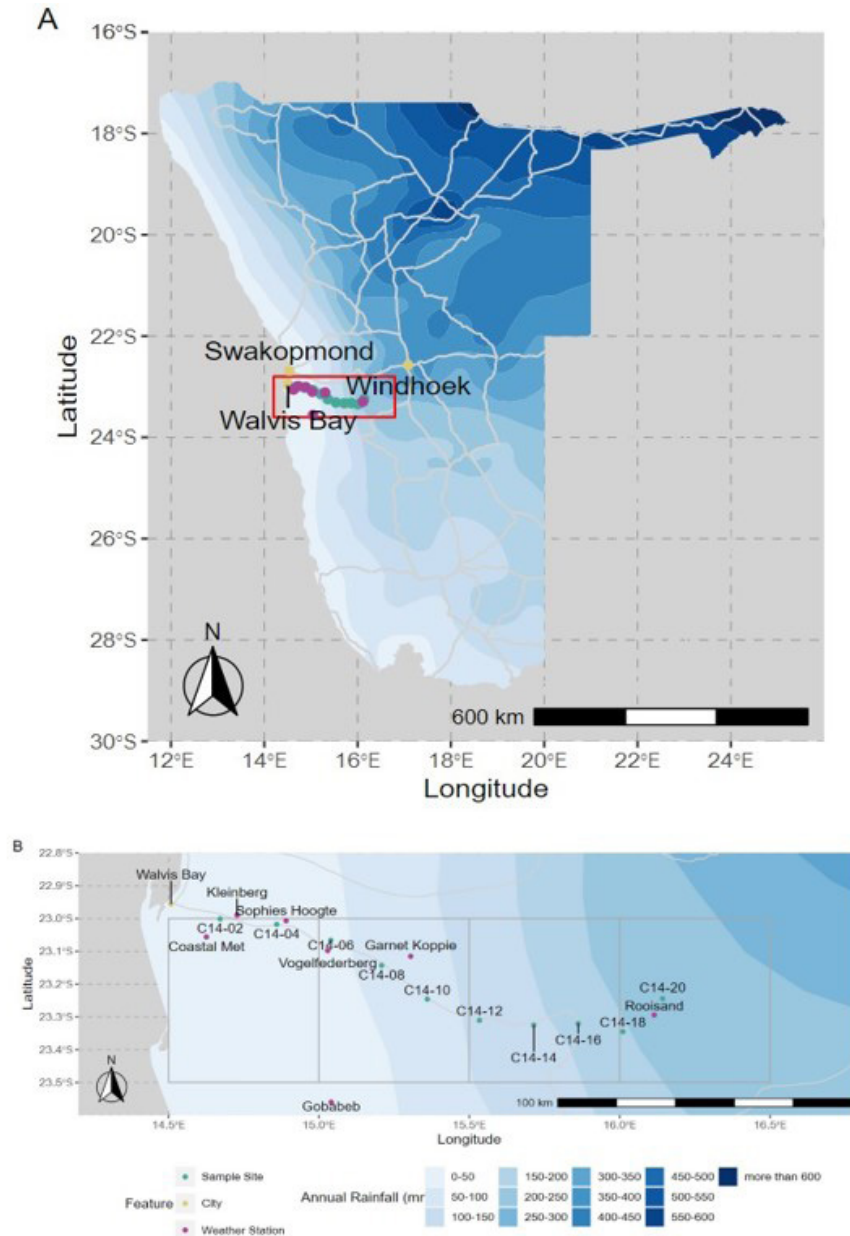 A
16°S
18°S
20°S
22°S
24°S
26°S
28°S
30°S
Latitude
Swakopmond
Windhoek
Walvis Bay
N
600 km
12°E 14°E 16°E 18°E 20°E 22°E 24°E
Longitude
B
22.8°S
22.9°S
23.0°S
23.1°S
23.2°S
23.3°S
23.4°S
23.5°S
Latitude
Walvis Bay
Kleinberg
Sophies Hoogte
C14-02
C14-04
Coastal Met
C14-06
Garnet Koppie
Vogelfederberg
C14-08
C14-10
C14-20
Rooisand
C14-12
C14-18
C14-16
C14-14
N
Gobabeb
100 km
14.5°E 15.0°E 15.5°E 16.0°E 16.5°E
Longitude
Feature
Sample Site
City
Weather Station
Annual Rainfall (mm
0-50
50-100
100-150
150-200
200-250
250-300
300-350
350-400
400-450
450-500
500-550
550-600
more than 600